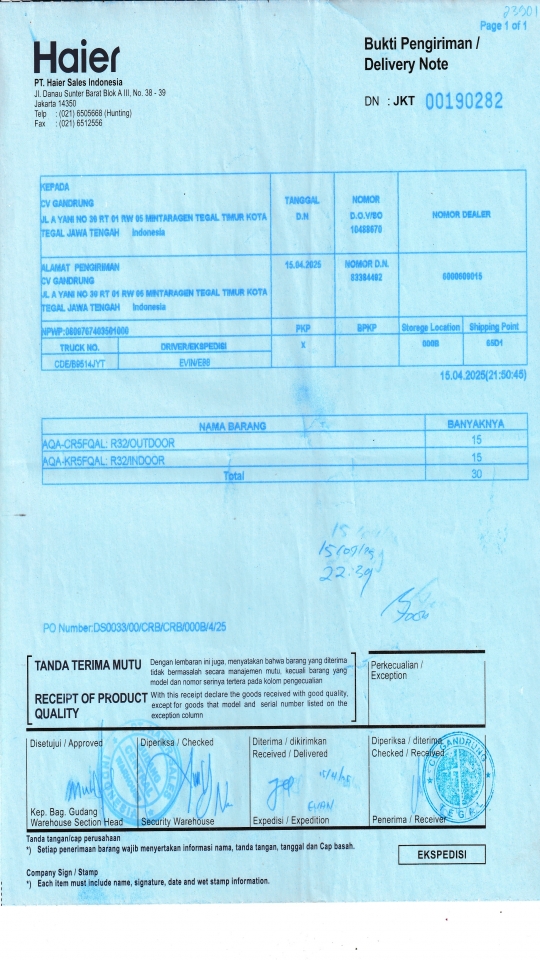 23901
Page 1 of 1
Haier
Bukti Pengiriman /
Delivery Note
PT. Haier Sales Indonesia
Jl. Danau Sunter Barat Blok A III, No. 38 - 39
Jakarta 14350
Telp : (021) 6505668 (Hunting)
Fax : (021) 6512556
DN : JKT 00190282
KEPADA
CV GANDRUNG
JL A YANI NO 36 RT 01 RW 05 MINTARAGEN TEGAL TIMUR KOTA
TEGAL JAWA TENGAH Indonesia
TANGGAL
D.N
NOMOR
D.O.V/BO
NOMOR DEALER
ALAMAT PENGIRIMAN
CV GANDRUNG
JL A YANI NO 36 RT 01 RW 05 MINTARAGEN TEGAL TIMUR KOTA
TEGAL JAWA TENGAH Indonesia
15.04.2025
NOMOR D.N.
0000000015
PKP BPKP Storege Location Shipping Point
TRUCK NO. DRIVER/EKSPEDISI X 000B
CDE/B9514JYT
15.04.2025(21:50:45)
NAMA BARANG BANYAKNYA
AQA-CR5FQAL: R32/OUTDOOR 15
AQA-KR5FQAL: R32/INDOOR 15
Total 30
22:39
PO Number:DS0033/00/CRB/CRB/000B/4/25
TANDA TERIMA MUTU
Dengan lembaran ini juga, menyatakan bahwa barang yang diterima
tidak bermasalah secara manajemen mutu, kecuali barang yang
model dan nomor serinya tertera pada kolom pengecualian
RECEIPT OF PRODUCT
QUALITY
With this receipt declare the goods received with good quality,
except for goods that model and serial number listed on the
exception column
Perkecualian /
Exception
Disetujui / Approved
Diperiksa / Checked
Diterima / dikirimkan
Received / Delivered
Diperiksa / diterima
Checked / Received
Kep. Bag. Gudang
Warehouse Section Head
Security Warehouse
Expedisi / Expedition
Penerima / Receiver
Tanda tangan/cap perusahaan
*) Setiap penerimaan barang wajib menyertakan informasi nama, tanda tangan, tanggal dan Cap basah.
EKSPEDISI
Company Sign / Stamp
*) Each item must include name, signature, date and wet stamp information.